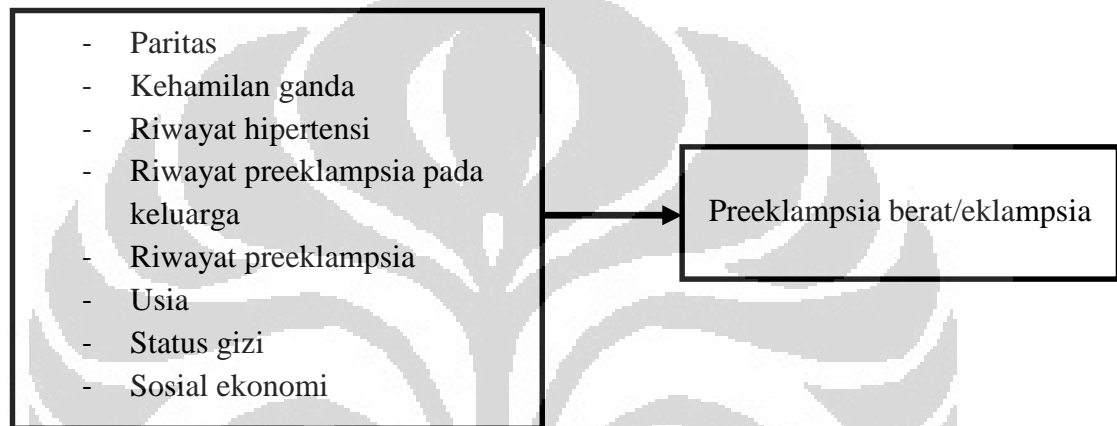 - Paritas
- Kehamilan ganda
- Riwayat hipertensi
- Riwayat preeklampsia pada
keluarga
- Riwayat preeklampsia
- Usia
- Status gizi
- Sosial ekonomi
Preeklampsia berat/eklampsia